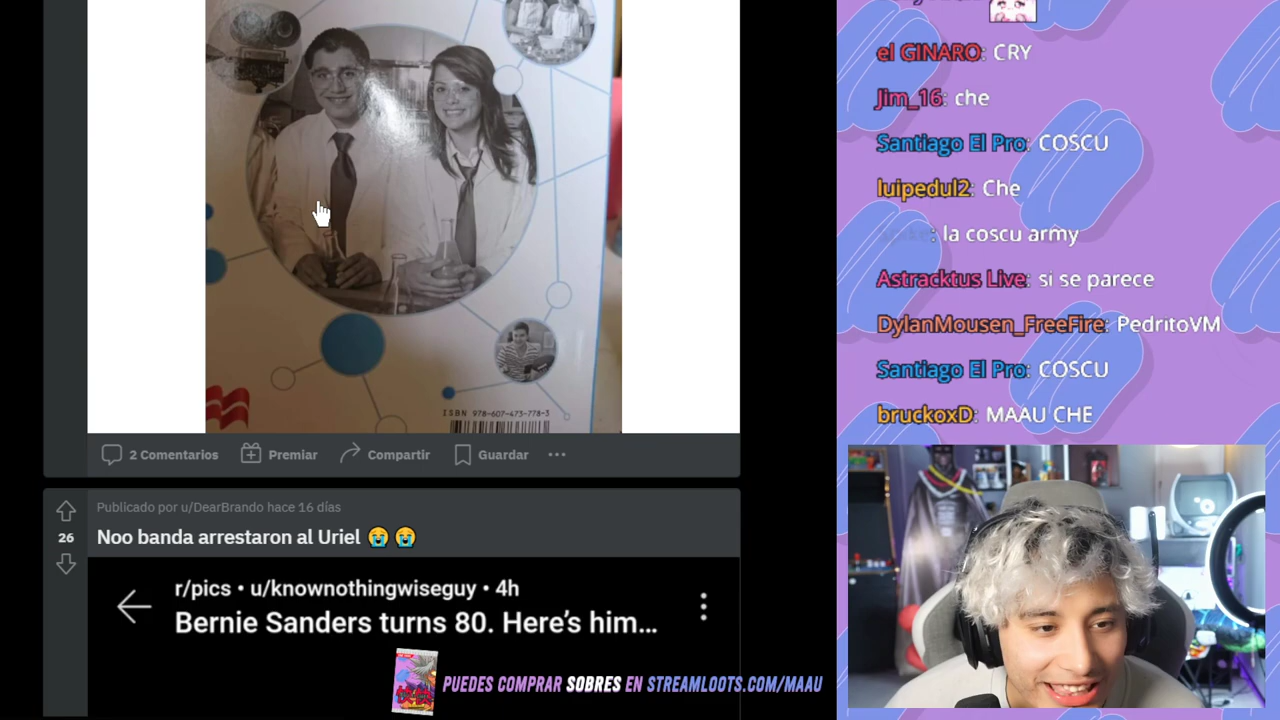 ISBN 978-607-473-778-3
2 Comentarios
Premiar
Compartir
Guardar
Publicado por u/DearBrando hace 16 días
26
Noo banda arrestaron al Uriel 😭 😭
r/pics • u/knownothingwiseguy • 4h
Bernie Sanders turns 80. Here's him...
PUEDES COMPRAR SOBRES EN STREAMLOOTS.COM/MAAU
el GINARO: CRY
Jim_16: che
Santiago El Pro: COSCU
luipedul2: Che
: la coscu army
Astracktus Live: si se parece
DylanMousen_FreeFire: PedritoVM
Santiago El Pro: COSCU
bruckoxD: MAAU CHE